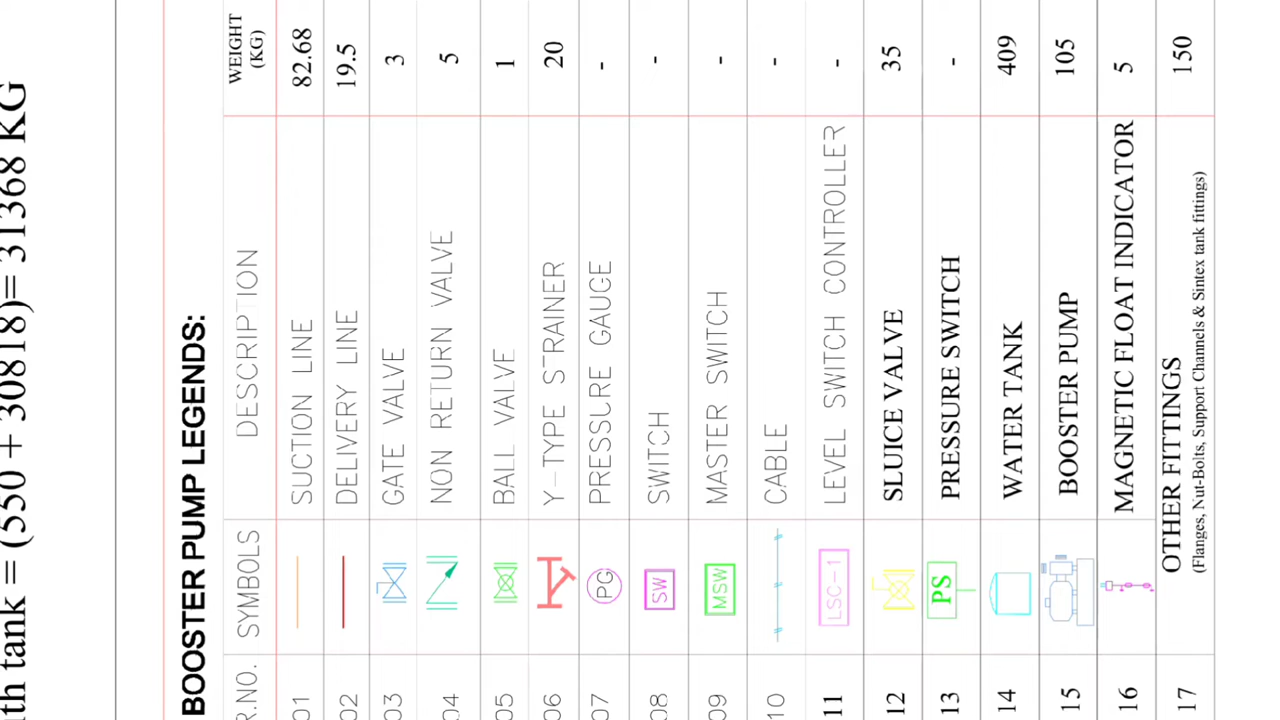 th tank = (550 + 30818)= 31368 KG
BOOSTER PUMP LEGENDS:
R.NO. SYMBOLS DESCRIPTION WEIGHT (KG)
01 SUCTION LINE 82.68
02 DELIVERY LINE 19.5
03 GATE VALVE 3
04 NON RETURN VALVE 5
05 BALL VALVE 1
06 Y-TYPE STRAINER 20
07 PG PRESSURE GAUGE -
08 SW SWITCH -
09 MSW MASTER SWITCH -
10 CABLE -
11 LSC-1 LEVEL SWITCH CONTROLLER -
12 SLUICE VALVE 35
13 PS PRESSURE SWITCH -
14 WATER TANK 409
15 BOOSTER PUMP 105
16 MAGNETIC FLOAT INDICATOR 5
17 OTHER FITTINGS 150
(Flanges, Nut-Bolts, Support Channels & Sintex tank fittings)